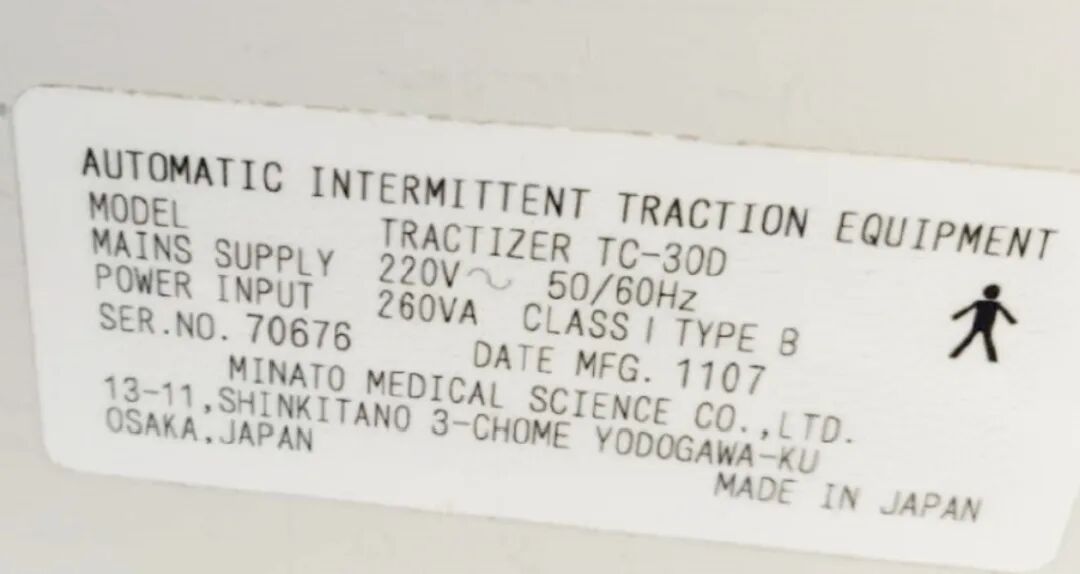 AUTOMATIC INTERMITTENT TRACTION EQUIPMENT
MODEL TRACTIZER TC-30D
MAINS SUPPLY 220V~ 50/60Hz
POWER INPUT 260VA CLASS I TYPE B
SER.NO. 70676 DATE MFG. 1107
MINATO MEDICAL SCIENCE CO.,LTD.
13-11,SHINKITANO 3-CHOME YODOGAWA-KU
OSAKA,JAPAN
MADE IN JAPAN